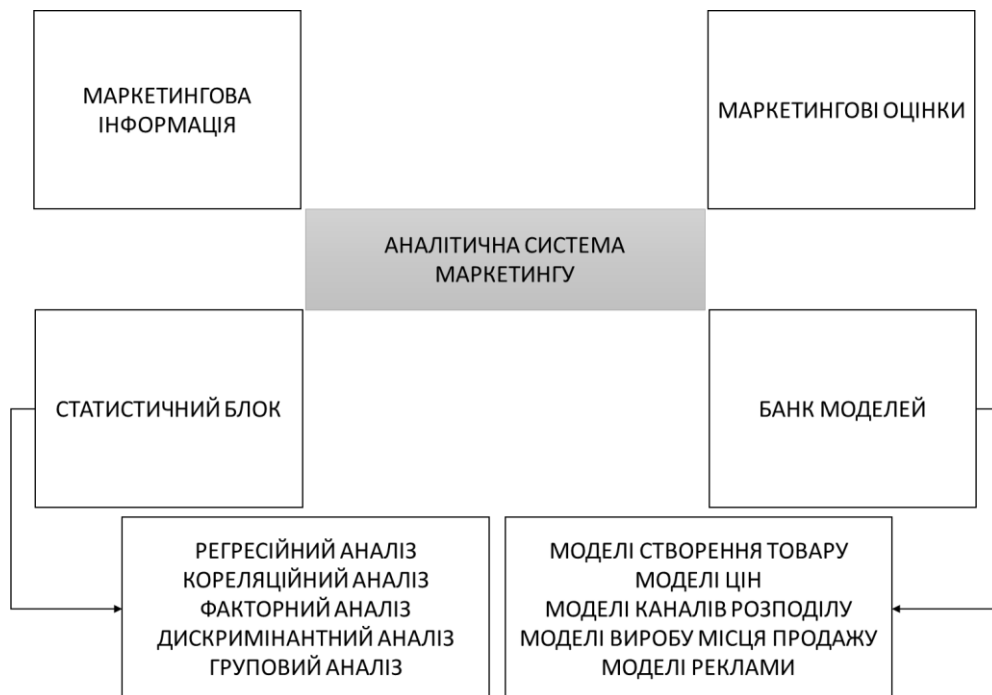 МАРКЕТИНГОВА
ІНФОРМАЦІЯ
МАРКЕТИНГОВІ ОЦІНКИ
АНАЛІТИЧНА СИСТЕМА
МАРКЕТИНГУ
СТАТИСТИЧНИЙ БЛОК
БАНК МОДЕЛЕЙ
РЕГРЕСІЙНИЙ АНАЛІЗ
КОРЕЛЯЦІЙНИЙ АНАЛІЗ
ФАКТОРНИЙ АНАЛІЗ
ДИСКРИМІНАНТНИЙ АНАЛІЗ
ГРУПОВИЙ АНАЛІЗ
МОДЕЛІ СТВОРЕННЯ ТОВАРУ
МОДЕЛІ ЦІН
МОДЕЛІ КАНАЛІВ РОЗПОДІЛУ
МОДЕЛІ ВИРОБУ МІСЦЯ ПРОДАЖУ
МОДЕЛІ РЕКЛАМИ